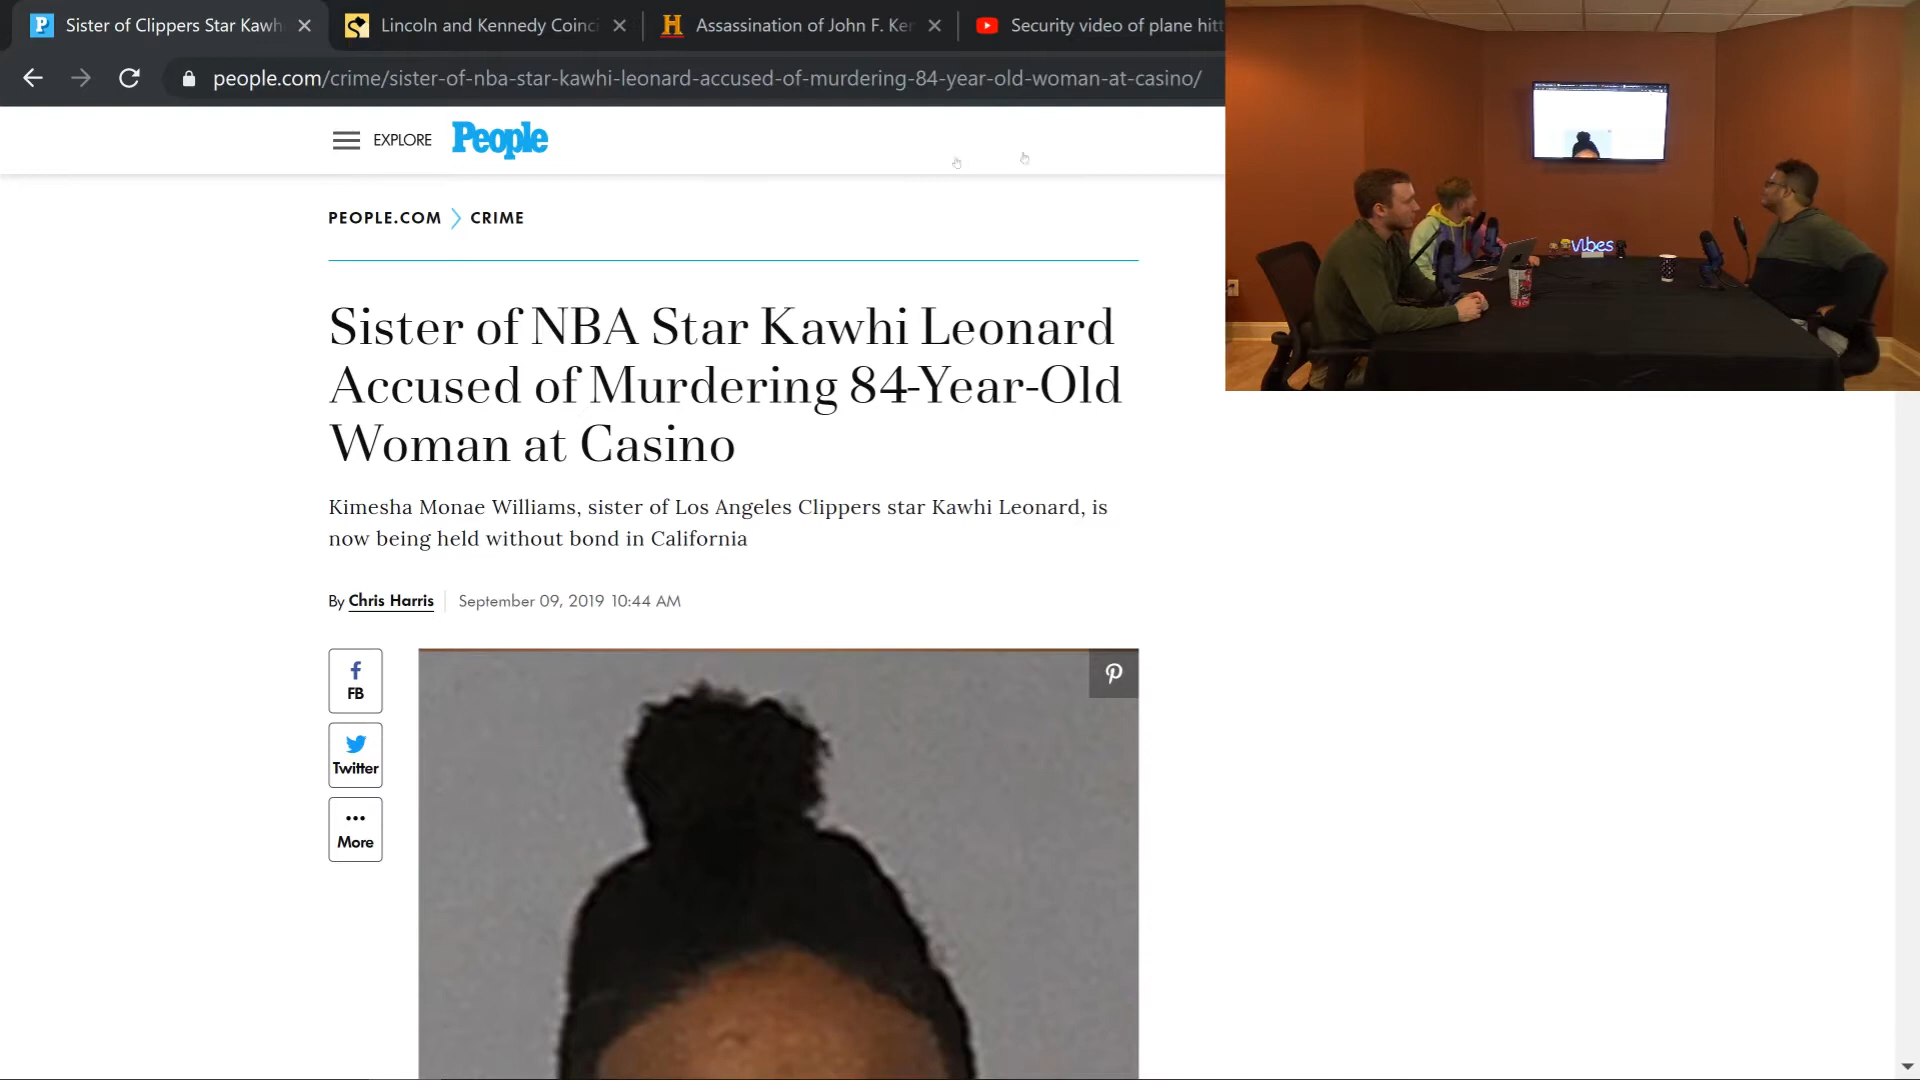 Sister of Clippers Star Kawh
Lincoln and Kennedy Coinci
Assassination of John F. Ken
Security video of plane hitt
people.com/crime/sister-of-nba-star-kawhi-leonard-accused-of-murdering-84-year-old-woman-at-casino/
EXPLORE People
PEOPLE.COM > CRIME
Sister of NBA Star Kawhi Leonard
Accused of Murdering 84-Year-Old
Woman at Casino
Kimesha Monae Williams, sister of Los Angeles Clippers star Kawhi Leonard, is
now being held without bond in California
By Chris Harris
September 09, 2019 10:44 AM
FB
Twitter
More
vibes